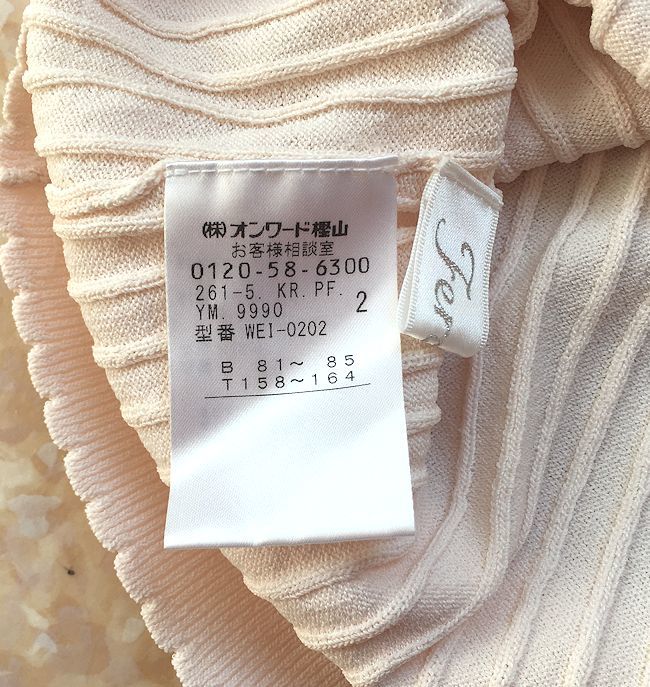 (株)オンワード樫山
お客様相談室
0120-58-6300
261-5. KR. PF.
YM. 9990 2
型番 WEI-0202
B 81〜 85
T158〜164